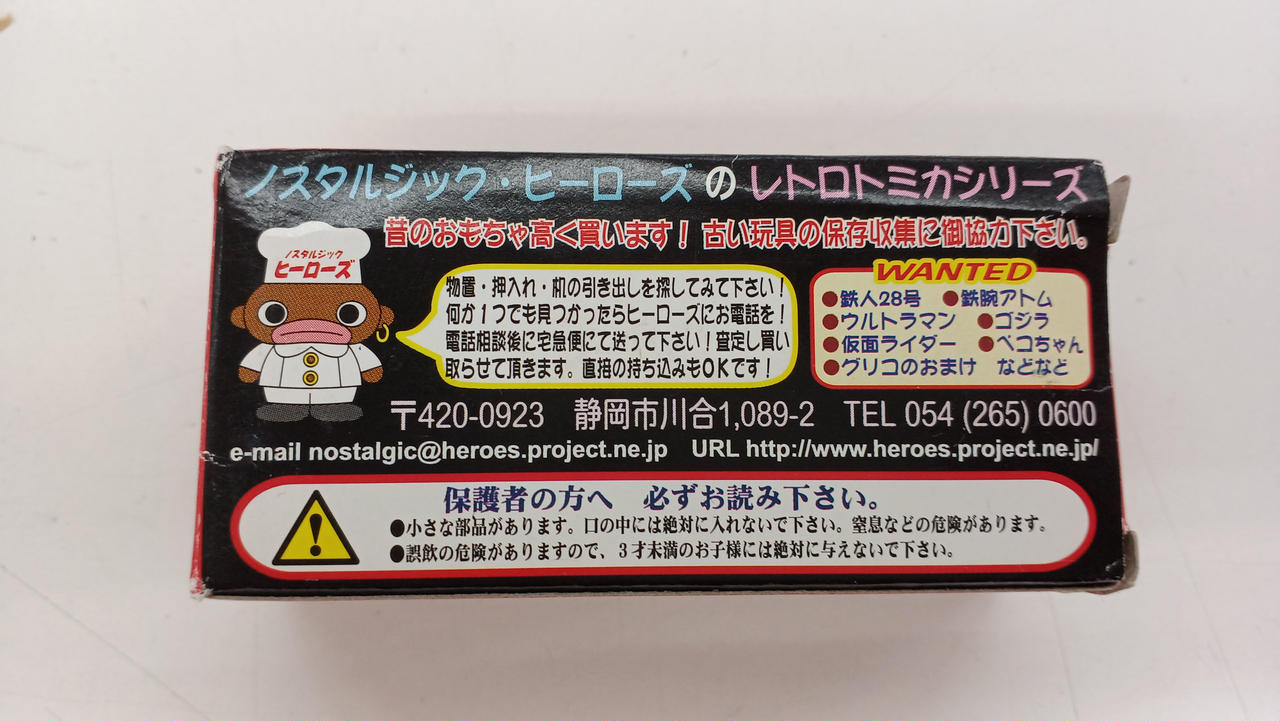 ノスタルジック・ヒーローズのレトロトミカシリーズ
昔のおもちゃ高く買います！ 古い玩具の保存収集に御協力下さい。
ノスタルジック
ヒーローズ
物置・押入れ・机の引き出しを探してみて下さい！
何か1つでも見つかったらヒーローズにお電話を！
電話相談後に宅急便にて送って下さい！査定し買い
取らせて頂きます。直接の持ち込みもOKです！
WANTED
●鉄人28号 ●鉄腕アトム
●ウルトラマン ●ゴジラ
●仮面ライダー ●ペコちゃん
●グリコのおまけ などなど
〒420-0923 静岡市川合1,089-2 TEL 054 (265) 0600
e-mail nostalgic@heroes.project.ne.jp URL http://www.heroes.project.ne.jp/
保護者の方へ 必ずお読み下さい。
●小さな部品があります。口の中には絶対に入れないで下さい。窒息などの危険があります。
●誤飲の危険がありますので、３才未満のお子様には絶対に与えないで下さい。